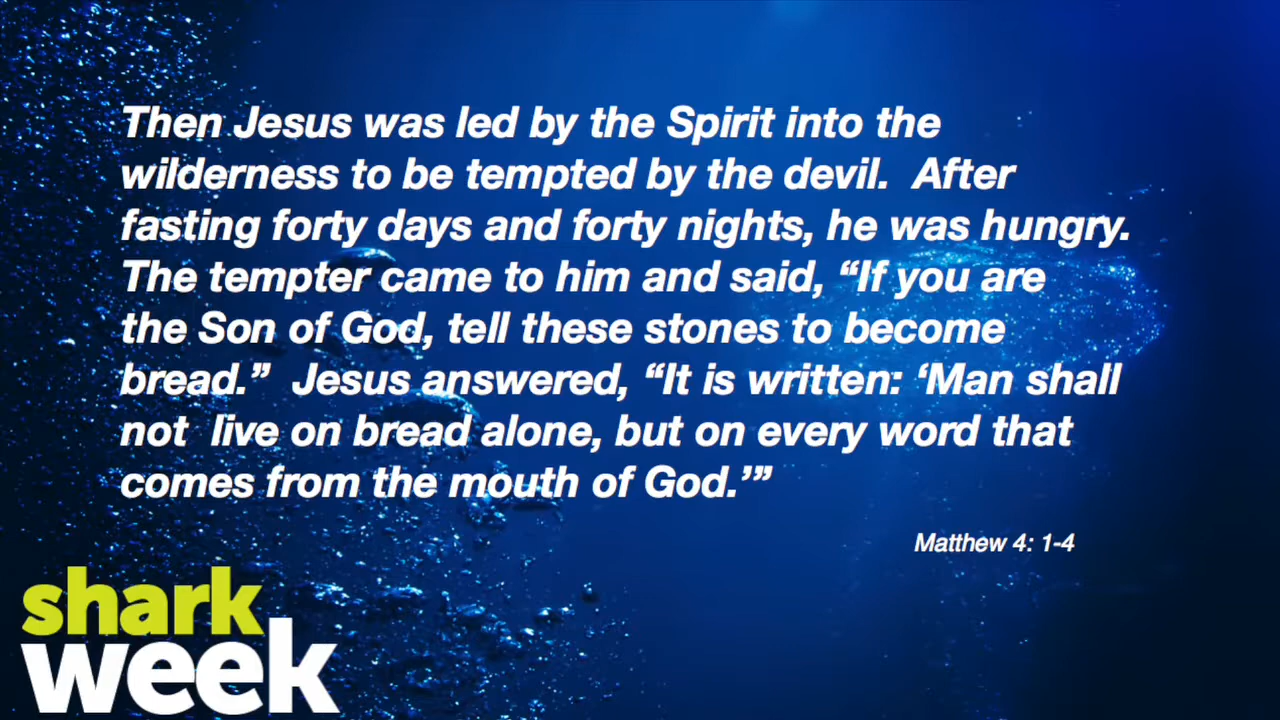 Then Jesus was led by the Spirit into the
wilderness to be tempted by the devil.  After
fasting forty days and forty nights, he was hungry.
The tempter came to him and said, “If you are
the Son of God, tell these stones to become
bread.”  Jesus answered, “It is written: ‘Man shall
not  live on bread alone, but on every word that
comes from the mouth of God.’”
Matthew 4: 1-4
shark
week